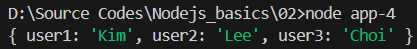 D:\Source Codes\Nodejs_basics\02>node app-4
{ user1: 'Kim', user2: 'Lee', user3: 'Choi' }